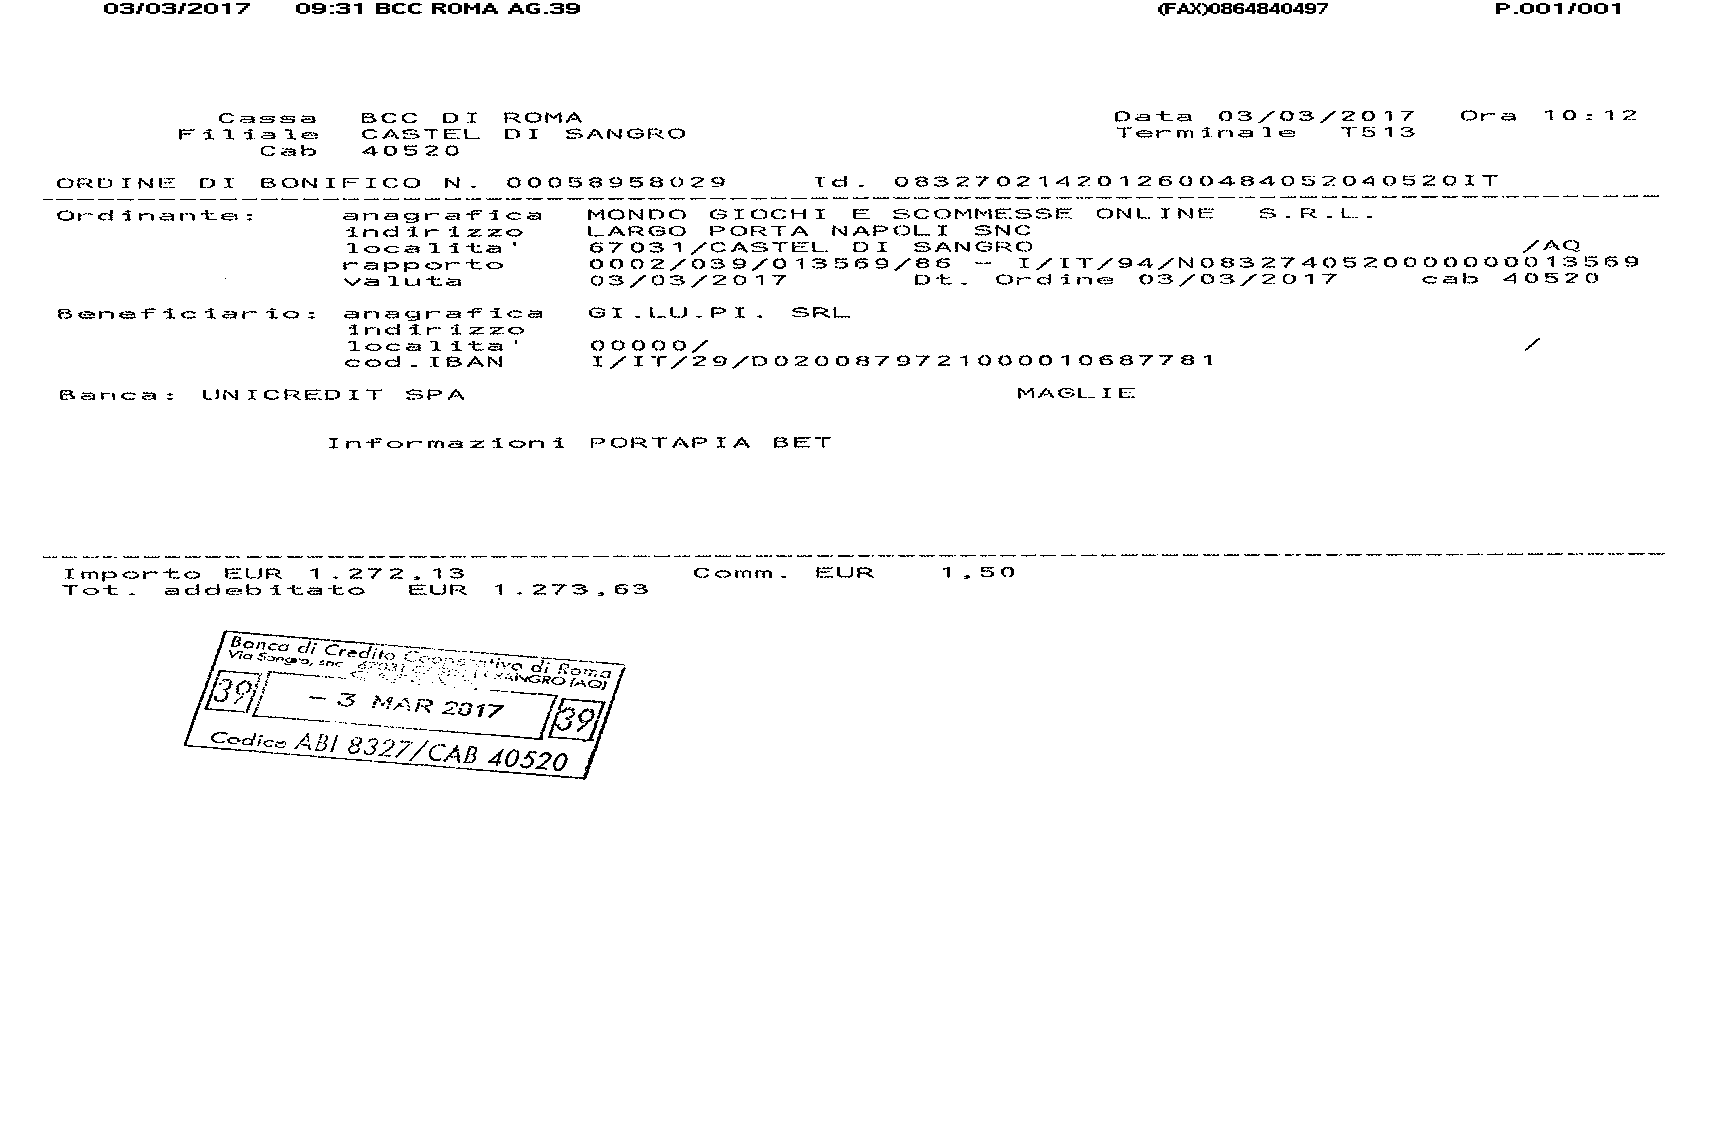 03/03/2017 09:31 BCC ROMA AG.39 (FAX)0864840497 P.001/001
Cassa BCC DI ROMA Data 03/03/2017 Ora 10:12
Filiale CASTEL DI SANGRO Terminale T513
Cab 40520
ORDINE DI BONIFICO N. 00058958029 Id. 0832702142012600484052040520IT
Ordinante: anagrafica MONDO GIOCHI E SCOMMESSE ONLINE S.R.L.
indirizzo LARGO PORTA NAPOLI SNC
localita' 67031/CASTEL DI SANGRO /AQ
rapporto 0002/039/013569/86 - I/IT/94/N0832740520000000013569
valuta 03/03/2017 Dt. Ordine 03/03/2017 cab 40520
Beneficiario: anagrafica GI.LU.PI. SRL
indirizzo
localita' 00000/ /
cod.IBAN I/IT/29/D0200879721000010687781
Banca: UNICREDIT SPA MAGLIE
Informazioni PORTAPIA BET
Importo EUR 1.272,13 Comm. EUR 1,50
Tot. addebitato EUR 1.273,63
Banca di Credito Cooperativo di Roma
Via Sangro, snc 67031 SANGRO (AQ)
39 - 3 MAR 2017 39
Codice ABI 8327/CAB 40520